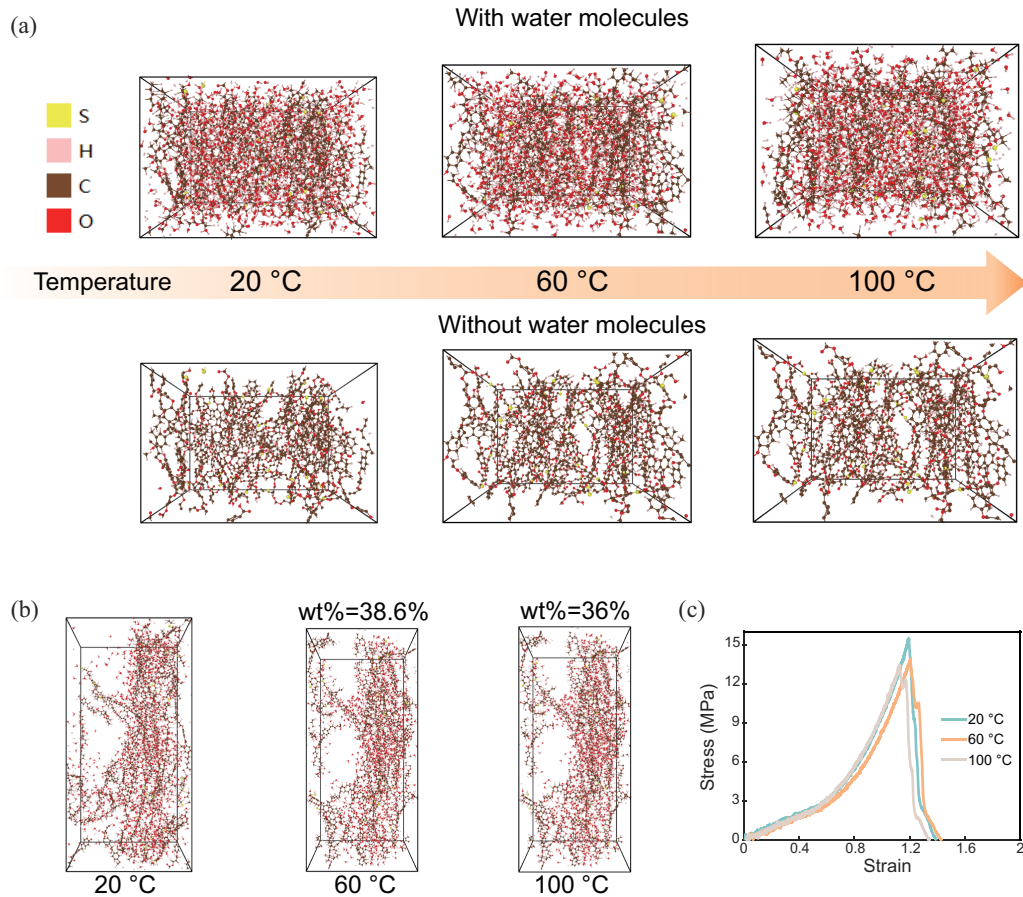 (a)
With water molecules
S
H
C
O
Temperature
20 °C
60 °C
100 °C
Without water molecules
(b)
wt%=38.6%
wt%=36%
20 °C
60 °C
100 °C
(c)
15
12
9
6
3
0
Stress (MPa)
20 °C
60 °C
100 °C
0
0.4
0.8
1.2
1.6
2
Strain